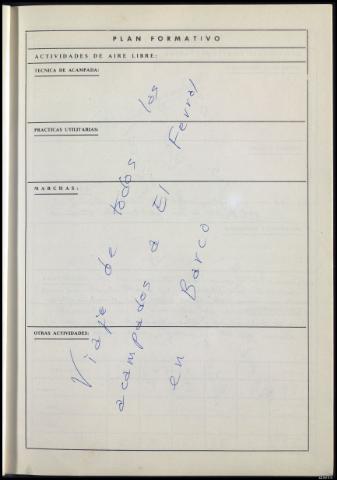 PLAN FORMATIVO
ACTIVIDADES DE AIRE LIBRE:
TECNICA DE ACAMPADA:
PRACTICAS UTILITARIAS:
MARCHAS:
OTRAS ACTIVIDADES:
Viaje de todos los
acampados a El Ferrol
en Barco